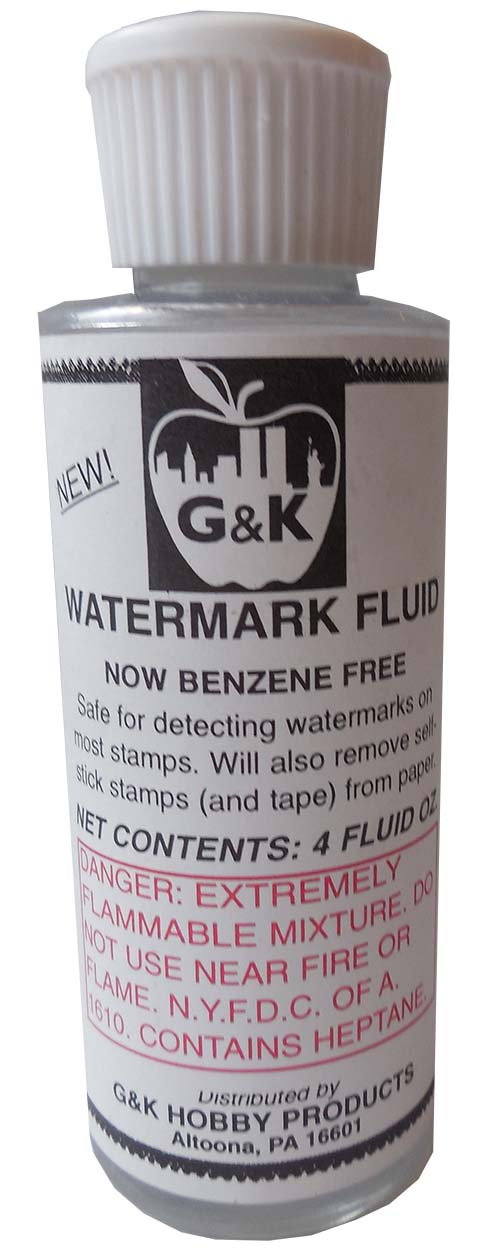 NEW!
G&K
WATERMARK FLUID
NOW BENZENE FREE
Safe for detecting watermarks on
most stamps. Will also remove self-
stick stamps (and tape) from paper.
NET CONTENTS: 4 FLUID OZ.
DANGER: EXTREMELY
FLAMMABLE MIXTURE. DO
NOT USE NEAR FIRE OR
FLAME. N.Y.F.D.C. OF A.
1610. CONTAINS HEPTANE.
Distributed by
G&K HOBBY PRODUCTS
Altoona, PA 16601